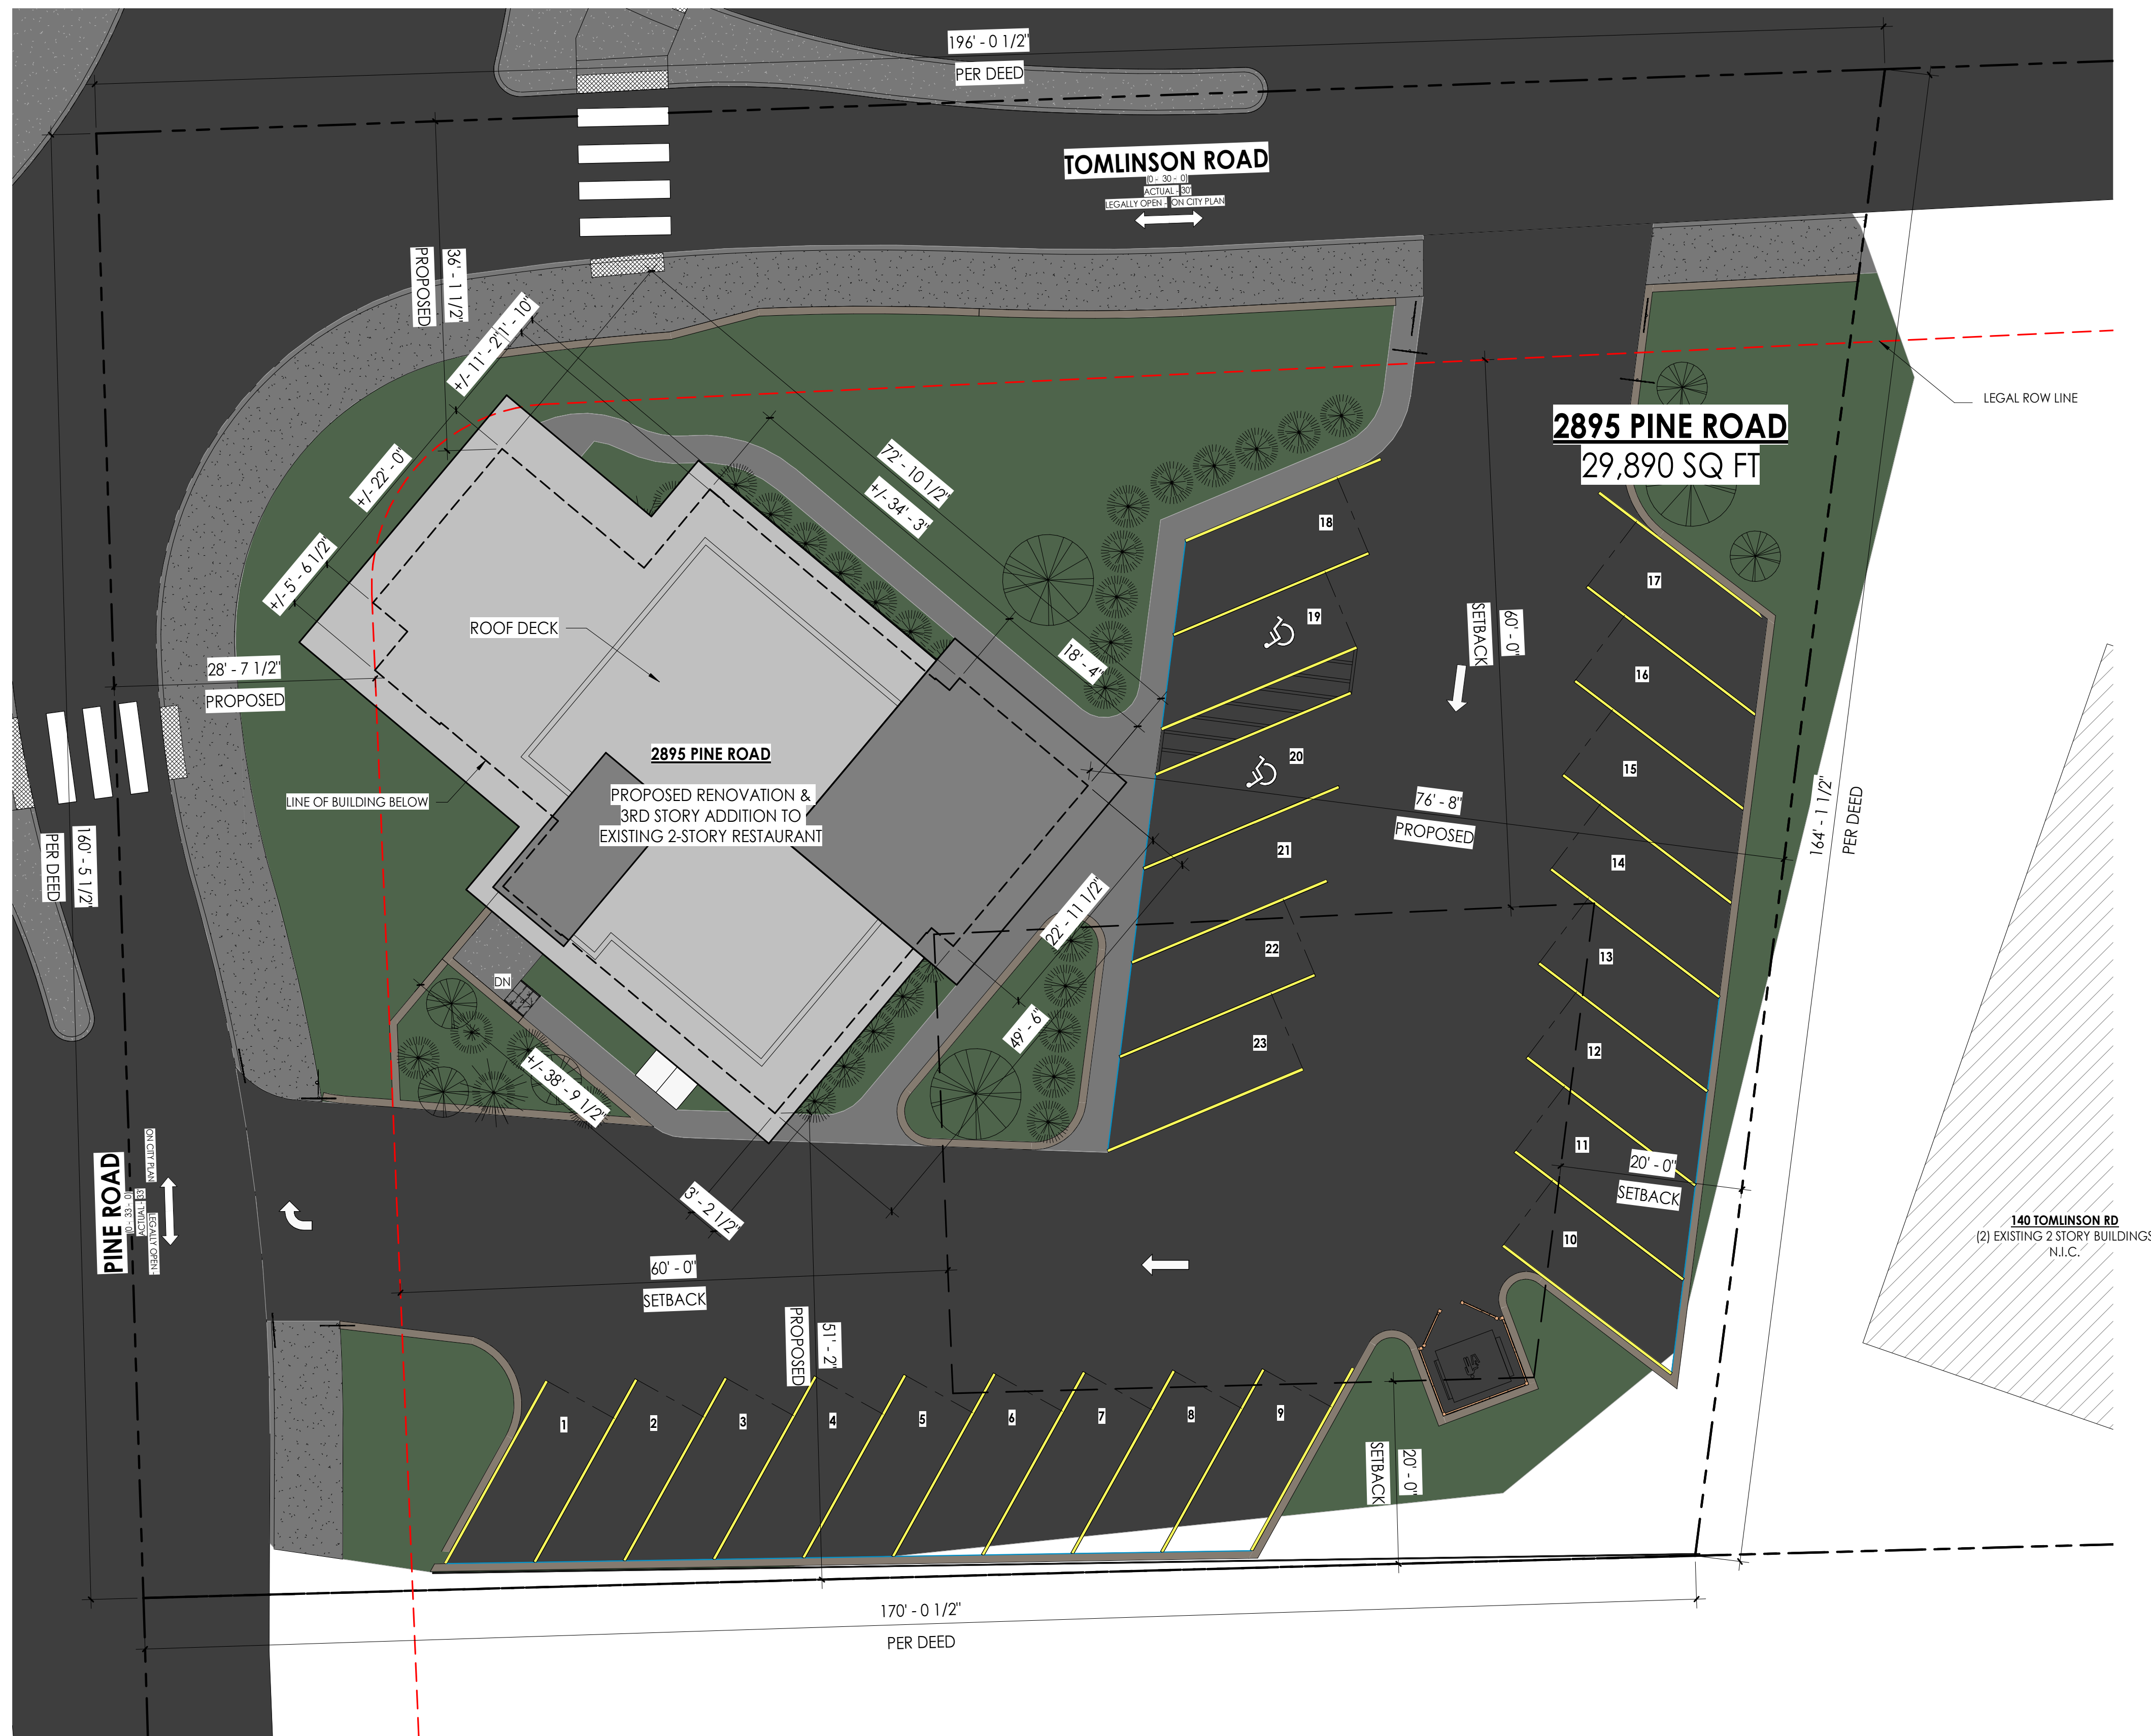 196' - 0 1/2"
PER DEED
TOMLINSON ROAD
(0 - 30 - 0)
ACTUAL - 30'
LEGALLY OPEN - ON CITY PLAN
36' - 1 1/2"
PROPOSED
+/- 11' - 2"
1' - 10"
+/- 22' - 0"
+/- 5' - 6 1/2"
72' - 10 1/2"
+/- 34' - 3"
18' - 4"
LEGAL ROW LINE
2895 PINE ROAD
29,890 SQ FT
18
17
19
16
20
15
21
14
22
13
23
12
11
10
60' - 0"
SETBACK
28' - 7 1/2"
PROPOSED
ROOF DECK
2895 PINE ROAD
PROPOSED RENOVATION &
3RD STORY ADDITION TO
EXISTING 2-STORY RESTAURANT
LINE OF BUILDING BELOW
76' - 8"
PROPOSED
164' - 1 1/2"
PER DEED
160' - 5 1/2"
PER DEED
22' - 11 1/2"
49' - 6"
DN
+/- 38' - 9 1/2"
3' - 2 1/2"
20' - 0"
SETBACK
PINE ROAD
(0 - 33 - 0)
ACTUAL - 33'
LEGALLY OPEN -
ON CITY PLAN
140 TOMLINSON RD
(2) EXISTING 2 STORY BUILDINGS
N.I.C.
60' - 0"
SETBACK
51' - 2"
PROPOSED
1
2
3
4
5
6
7
8
9
20' - 0"
SETBACK
170' - 0 1/2"
PER DEED